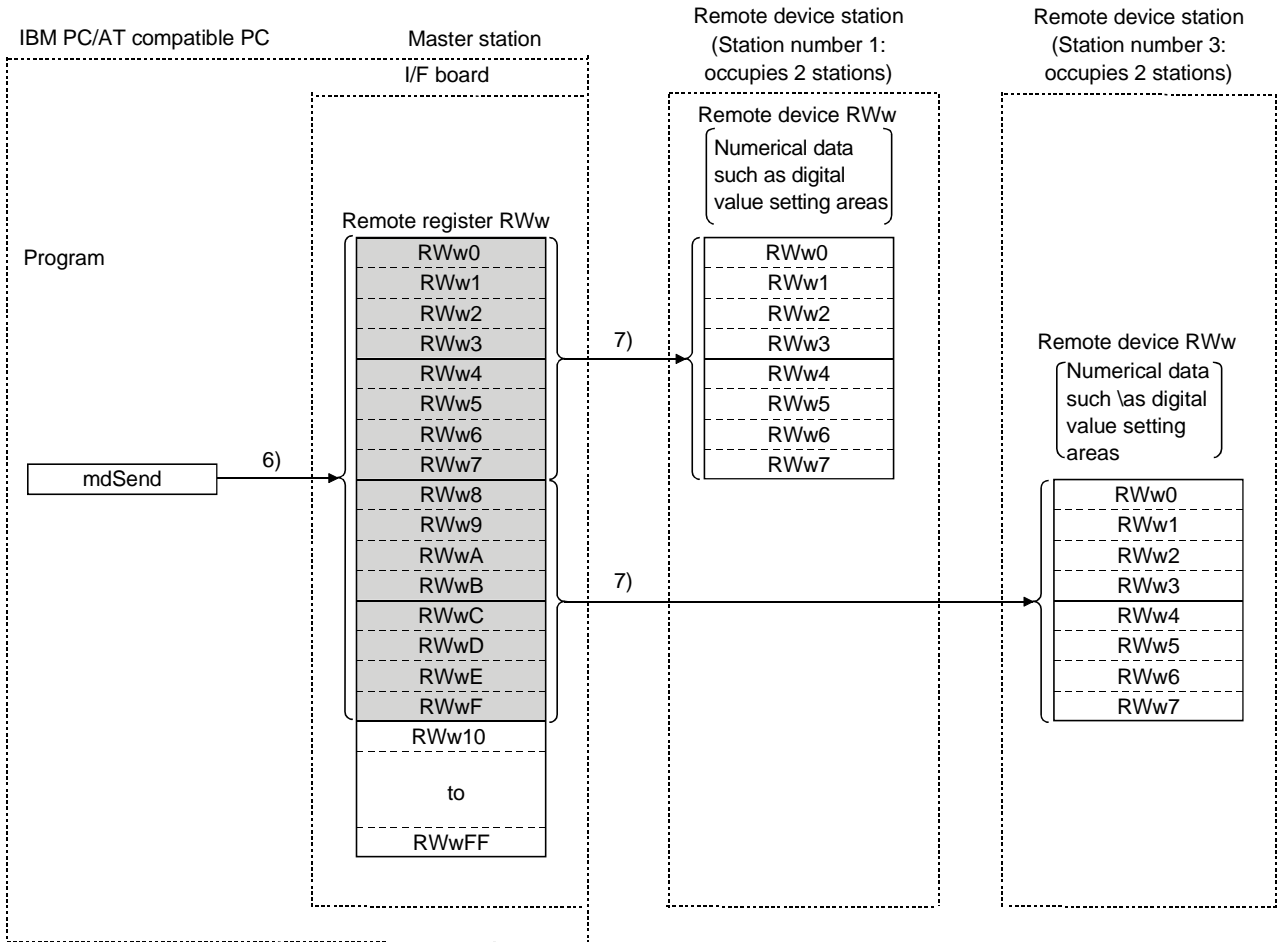 IBM PC/AT compatible PC
Master station
I/F board
Remote device station
(Station number 1:
occupies 2 stations)
Remote device station
(Station number 3:
occupies 2 stations)
Program
mdSend
6)
Remote register RWw
RWw0
RWw1
RWw2
RWw3
RWw4
RWw5
RWw6
RWw7
RWw8
RWw9
RWwA
RWwB
RWwC
RWwD
RWwE
RWwF
RWw10
to
RWwFF
7)
7)
Remote device RWw
Numerical data
such as digital
value setting areas
RWw0
RWw1
RWw2
RWw3
RWw4
RWw5
RWw6
RWw7
Remote device RWw
Numerical data
such \as digital
value setting
areas
RWw0
RWw1
RWw2
RWw3
RWw4
RWw5
RWw6
RWw7